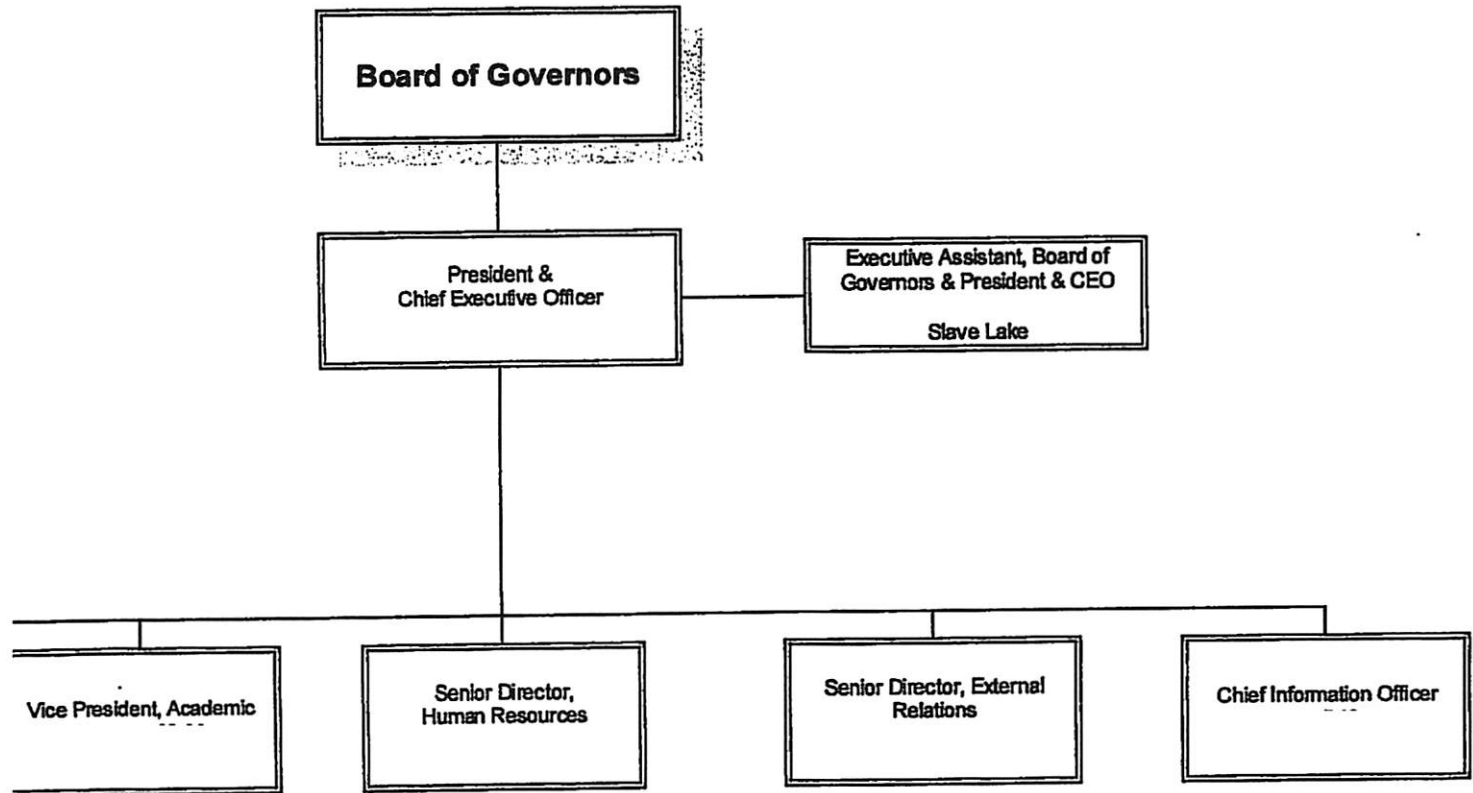 Board of Governors
President &
Chief Executive Officer
Executive Assistant, Board of
Governors & President & CEO
Slave Lake
Vice President, Academic
Senior Director,
Human Resources
Senior Director, External
Relations
Chief Information Officer